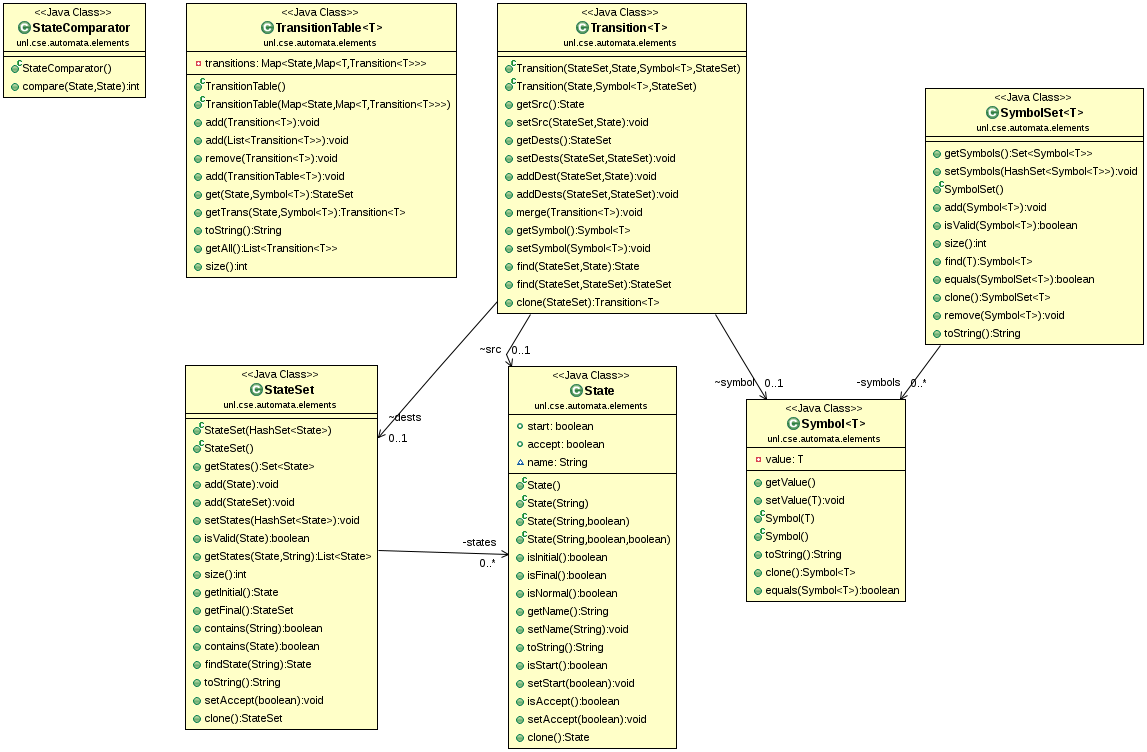 <<Java Class>>
StateComparator
unl.cse.automata.elements
StateComparator()
compare(State,State):int
<<Java Class>>
TransitionTable<T>
unl.cse.automata.elements
transitions: Map<State,Map<T,Transition<T>>>
TransitionTable()
TransitionTable(Map<State,Map<T,Transition<T>>>)
add(Transition<T>):void
add(List<Transition<T>>):void
remove(Transition<T>):void
add(TransitionTable<T>):void
get(State,Symbol<T>):StateSet
getTrans(State,Symbol<T>):Transition<T>
toString():String
getAll():List<Transition<T>>
size():int
<<Java Class>>
Transition<T>
unl.cse.automata.elements
Transition(StateSet,State,Symbol<T>,StateSet)
Transition(State,Symbol<T>,StateSet)
getSrc():State
setSrc(StateSet,State):void
getDests():StateSet
setDests(StateSet,StateSet):void
addDest(StateSet,State):void
addDests(StateSet,StateSet):void
merge(Transition<T>):void
getSymbol():Symbol<T>
setSymbol(Symbol<T>):void
find(StateSet,State):State
find(StateSet,StateSet):StateSet
clone(StateSet):Transition<T>
<<Java Class>>
SymbolSet<T>
unl.cse.automata.elements
getSymbols():Set<Symbol<T>>
setSymbols(HashSet<Symbol<T>>):void
SymbolSet()
add(Symbol<T>):void
isValid(Symbol<T>):boolean
size():int
find(T):Symbol<T>
equals(SymbolSet<T>):boolean
clone():SymbolSet<T>
remove(Symbol<T>):void
toString():String
~dests
0..1
~src 0..1
~symbol 0..1
-symbols 0..*
<<Java Class>>
StateSet
unl.cse.automata.elements
StateSet(HashSet<State>)
StateSet()
getStates():Set<State>
add(State):void
add(StateSet):void
setStates(HashSet<State>):void
isValid(State):boolean
getStates(State,String):List<State>
size():int
getInitial():State
getFinal():StateSet
contains(String):boolean
contains(State):boolean
findState(String):State
toString():String
setAccept(boolean):void
clone():StateSet
-states
0..*
<<Java Class>>
State
unl.cse.automata.elements
start: boolean
accept: boolean
name: String
State()
State(String)
State(String,boolean)
State(String,boolean,boolean)
isInitial():boolean
isFinal():boolean
isNormal():boolean
getName():String
setName(String):void
toString():String
isStart():boolean
setStart(boolean):void
isAccept():boolean
setAccept(boolean):void
clone():State
<<Java Class>>
Symbol<T>
unl.cse.automata.elements
value: T
getValue()
setValue(T):void
Symbol(T)
Symbol()
toString():String
clone():Symbol<T>
equals(Symbol<T>):boolean